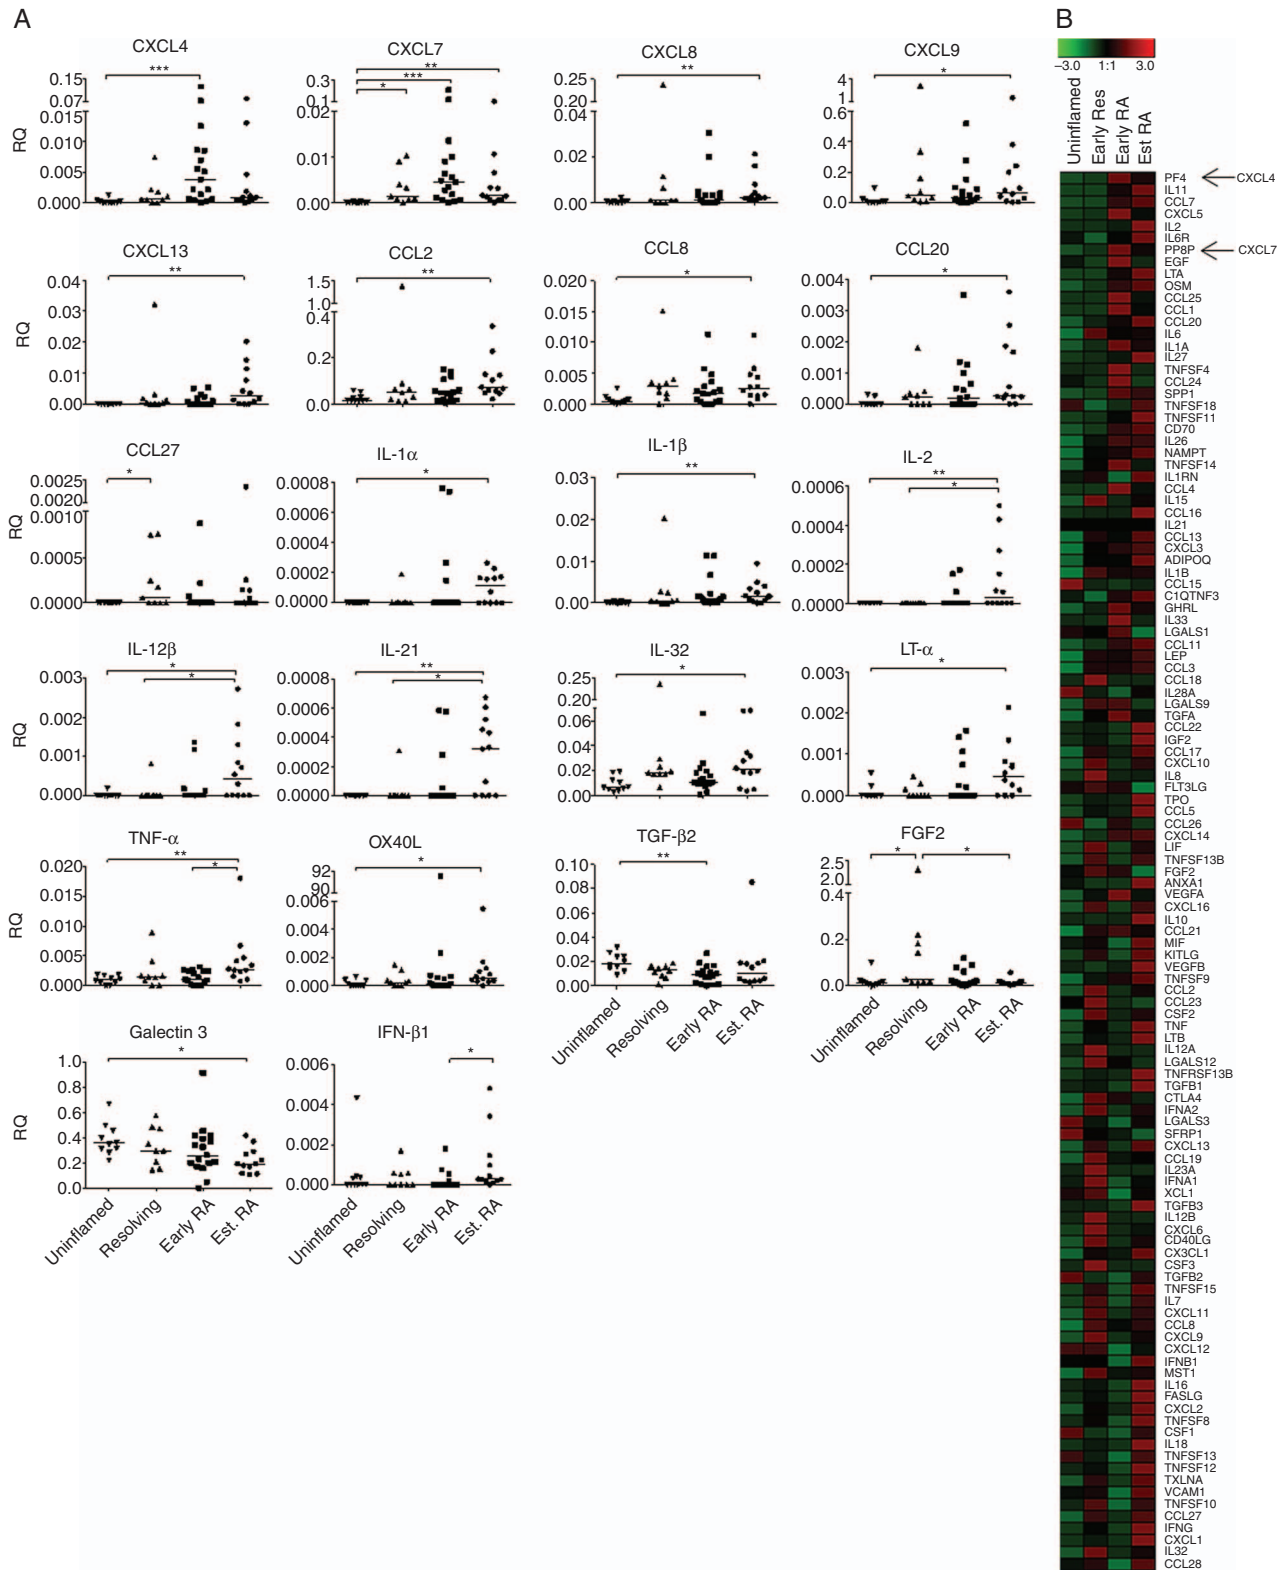 A
B
CXCL4
CXCL7
CXCL8
CXCL9
RQ
0.15
0.07
0.015
0.010
0.005
0.000
***
0.3
0.1
0.02
0.01
0.00
**
***
*
0.25
0.20
0.04
0.02
0.00
**
4
1
0.6
0.4
0.2
0.0
*
CXCL13
CCL2
CCL8
CCL20
RQ
0.04
0.03
0.02
0.01
0.00
**
1.5
1.0
0.4
0.2
0.0
**
0.020
0.015
0.010
0.005
0.000
*
0.004
0.003
0.002
0.001
0.000
*
CCL27
IL-1α
IL-1β
IL-2
RQ
0.0025
0.0020
0.0010
0.0005
0.0000
*
0.0008
0.0006
0.0004
0.0002
0.0000
*
0.03
0.02
0.01
0.00
**
0.0006
0.0004
0.0002
0.0000
**
*
IL-12β
IL-21
IL-32
LT-α
RQ
0.003
0.002
0.001
0.000
*
*
0.0008
0.0006
0.0004
0.0002
0.0000
**
*
0.25
0.20
0.06
0.04
0.02
0.00
*
0.003
0.002
0.001
0.000
*
TNF-α
OX40L
TGF-β2
FGF2
RQ
0.020
0.015
0.010
0.005
0.000
**
*
92
90
0.006
0.004
0.002
0.000
*
0.10
0.08
0.06
0.04
0.02
0.00
**
2.5
2.0
0.4
0.2
0.0
*
*
Uninflamed
Resolving
Early RA
Est. RA
Uninflamed
Resolving
Early RA
Est. RA
Galectin 3
IFN-β1
RQ
1.0
0.8
0.6
0.4
0.2
0.0
*
0.006
0.004
0.002
0.000
*
Uninflamed
Resolving
Early RA
Est. RA
Uninflamed
Resolving
Early RA
Est. RA
−3.0 1:1 3.0
Uninflamed
Early Res
Early RA
Est RA
PF4 CXCL4
IL11
CCL7
CXCL5
IL2
IL6R
PP8P CXCL7
EGF
LTA
OSM
CCL25
CCL1
CCL20
IL6
IL1A
IL27
TNFSF4
CCL24
SPP1
TNFSF18
TNFSF11
CD70
IL26
NAMPT
TNFSF14
IL1RN
CCL4
IL15
CCL16
IL21
CCL13
CXCL3
ADIPOQ
IL1B
CCL15
C1QTNF3
GHRL
IL33
LGALS1
CCL11
LEP
CCL3
CCL18
IL28A
LGALS9
TGFA
CCL22
IGF2
CCL17
CXCL10
IL8
FLT3LG
TPO
CCL5
CCL26
CXCL14
LIF
TNFSF13B
FGF2
ANXA1
VEGFA
CXCL16
IL10
CCL21
MIF
KITLG
VEGFB
TNFSF9
CCL2
CCL23
CSF2
TNF
LTB
IL12A
LGALS12
TNFRSF13B
TGFB1
CTLA4
IFNA2
LGALS3
SFRP1
CXCL13
CCL19
IL23A
IFNA1
XCL1
TGFB3
IL12B
CXCL6
CD40LG
CX3CL1
CSF3
TGFB2
TNFSF15
IL7
CXCL11
CCL8
CXCL9
CXCL12
IFNB1
MST1
IL16
FASLG
CXCL2
TNFSF8
CSF1
IL18
TNFSF13
TNFSF12
TXLNA
VCAM1
TNFSF10
CCL27
IFNG
CXCL1
IL32
CCL28